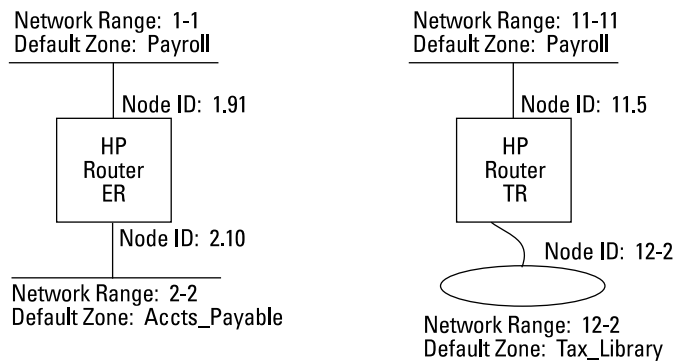 Network Range: 1-1
Default Zone: Payroll
Node ID: 1.91
HP
Router
ER
Node ID: 2.10
Network Range: 2-2
Default Zone: Accts_Payable
Network Range: 11-11
Default Zone: Payroll
Node ID: 11.5
HP
Router
TR
Node ID: 12-2
Network Range: 12-2
Default Zone: Tax_Library